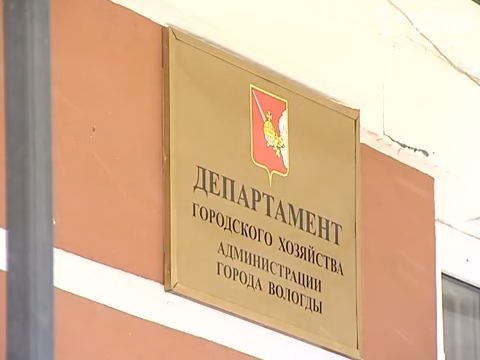 ДЕПАРТАМЕНТ
ГОРОДСКОГО ХОЗЯЙСТВА
АДМИНИСТРАЦИИ
ГОРОДА ВОЛОГДЫ